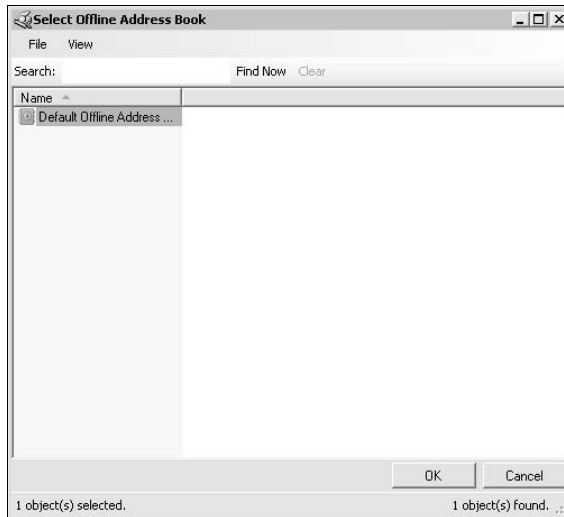 Select Offline Address Book
File View
Search: Find Now Clear
Name
Default Offline Address ...
OK Cancel
1 object(s) selected. 1 object(s) found.